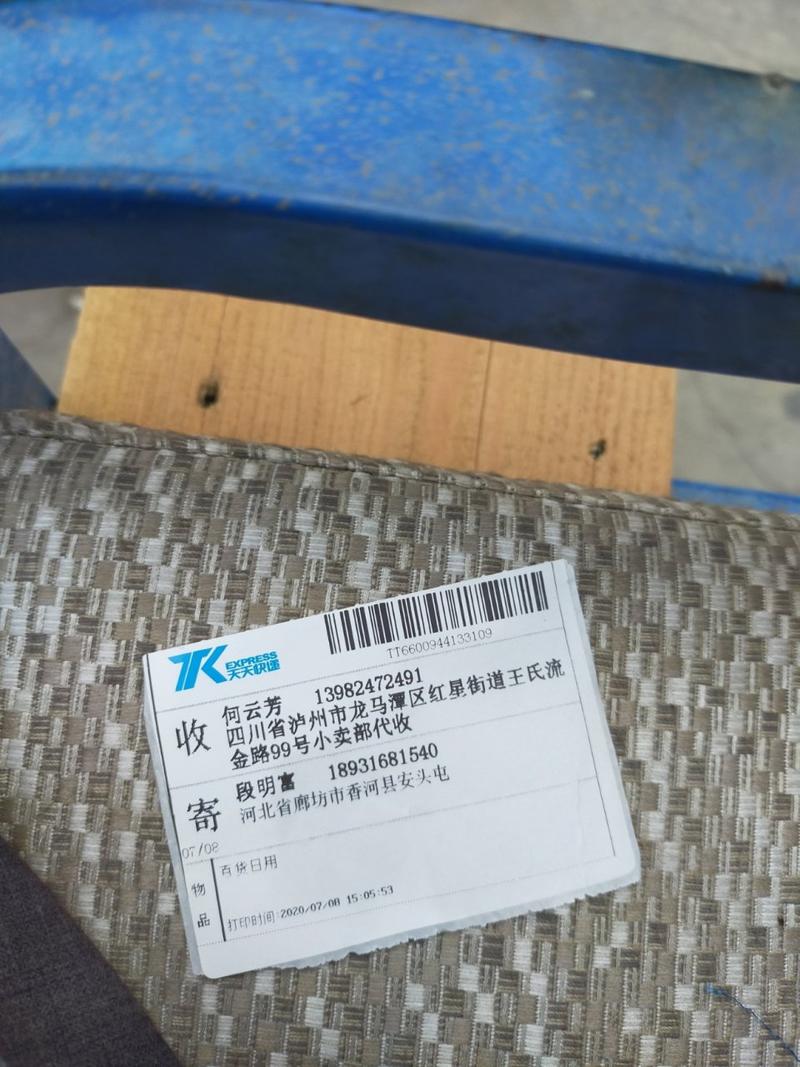 TK EXPRESS
天天快递
TT6600944133109
收
何云芳 13982472491
四川省泸州市龙马潭区红星街道王氏流
金路99号小卖部代收
寄
段明富 18931681540
河北省廊坊市香河县安头屯
07/08
物品
百货日用
打印时间:2020/07/08 15:05:53